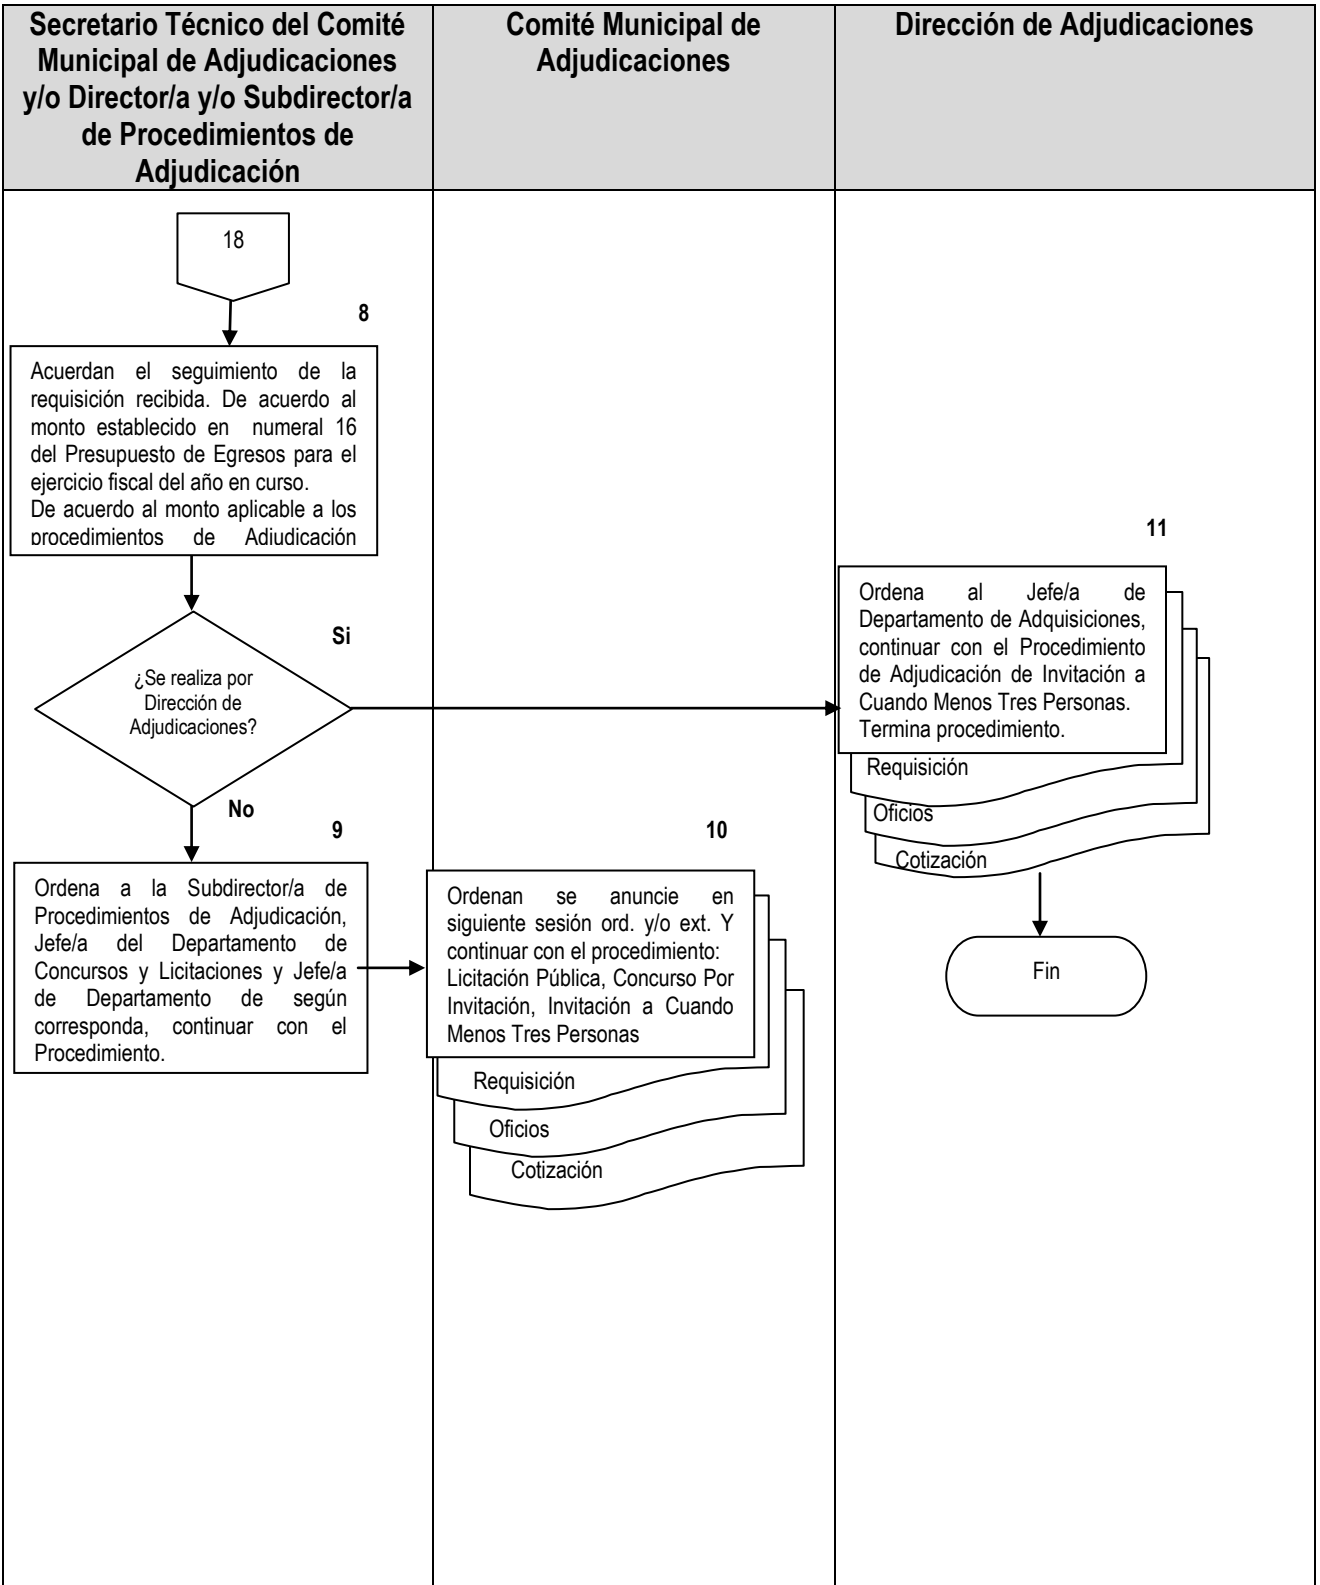 Secretario Técnico del Comité
Municipal de Adjudicaciones
y/o Director/a y/o Subdirector/a
de Procedimientos de
Adjudicación
Comité Municipal de
Adjudicaciones
Dirección de Adjudicaciones
18
8
Acuerdan el seguimiento de la
requisición recibida. De acuerdo al
monto establecido en numeral 16
del Presupuesto de Egresos para el
ejercicio fiscal del año en curso.
De acuerdo al monto aplicable a los
procedimientos de Adjudicación
¿Se realiza por
Dirección de
Adjudicaciones?
Si
No
9
Ordena a la Subdirector/a de
Procedimientos de Adjudicación,
Jefe/a del Departamento de
Concursos y Licitaciones y Jefe/a
de Departamento de según
corresponda, continuar con el
Procedimiento.
10
Ordenan se anuncie en
siguiente sesión ord. y/o ext. Y
continuar con el procedimiento:
Licitación Pública, Concurso Por
Invitación, Invitación a Cuando
Menos Tres Personas
Requisición
Oficios
Cotización
11
Ordena al Jefe/a de
Departamento de Adquisiciones,
continuar con el Procedimiento
de Adjudicación de Invitación a
Cuando Menos Tres Personas.
Termina procedimiento.
Requisición
Oficios
Cotización
Fin